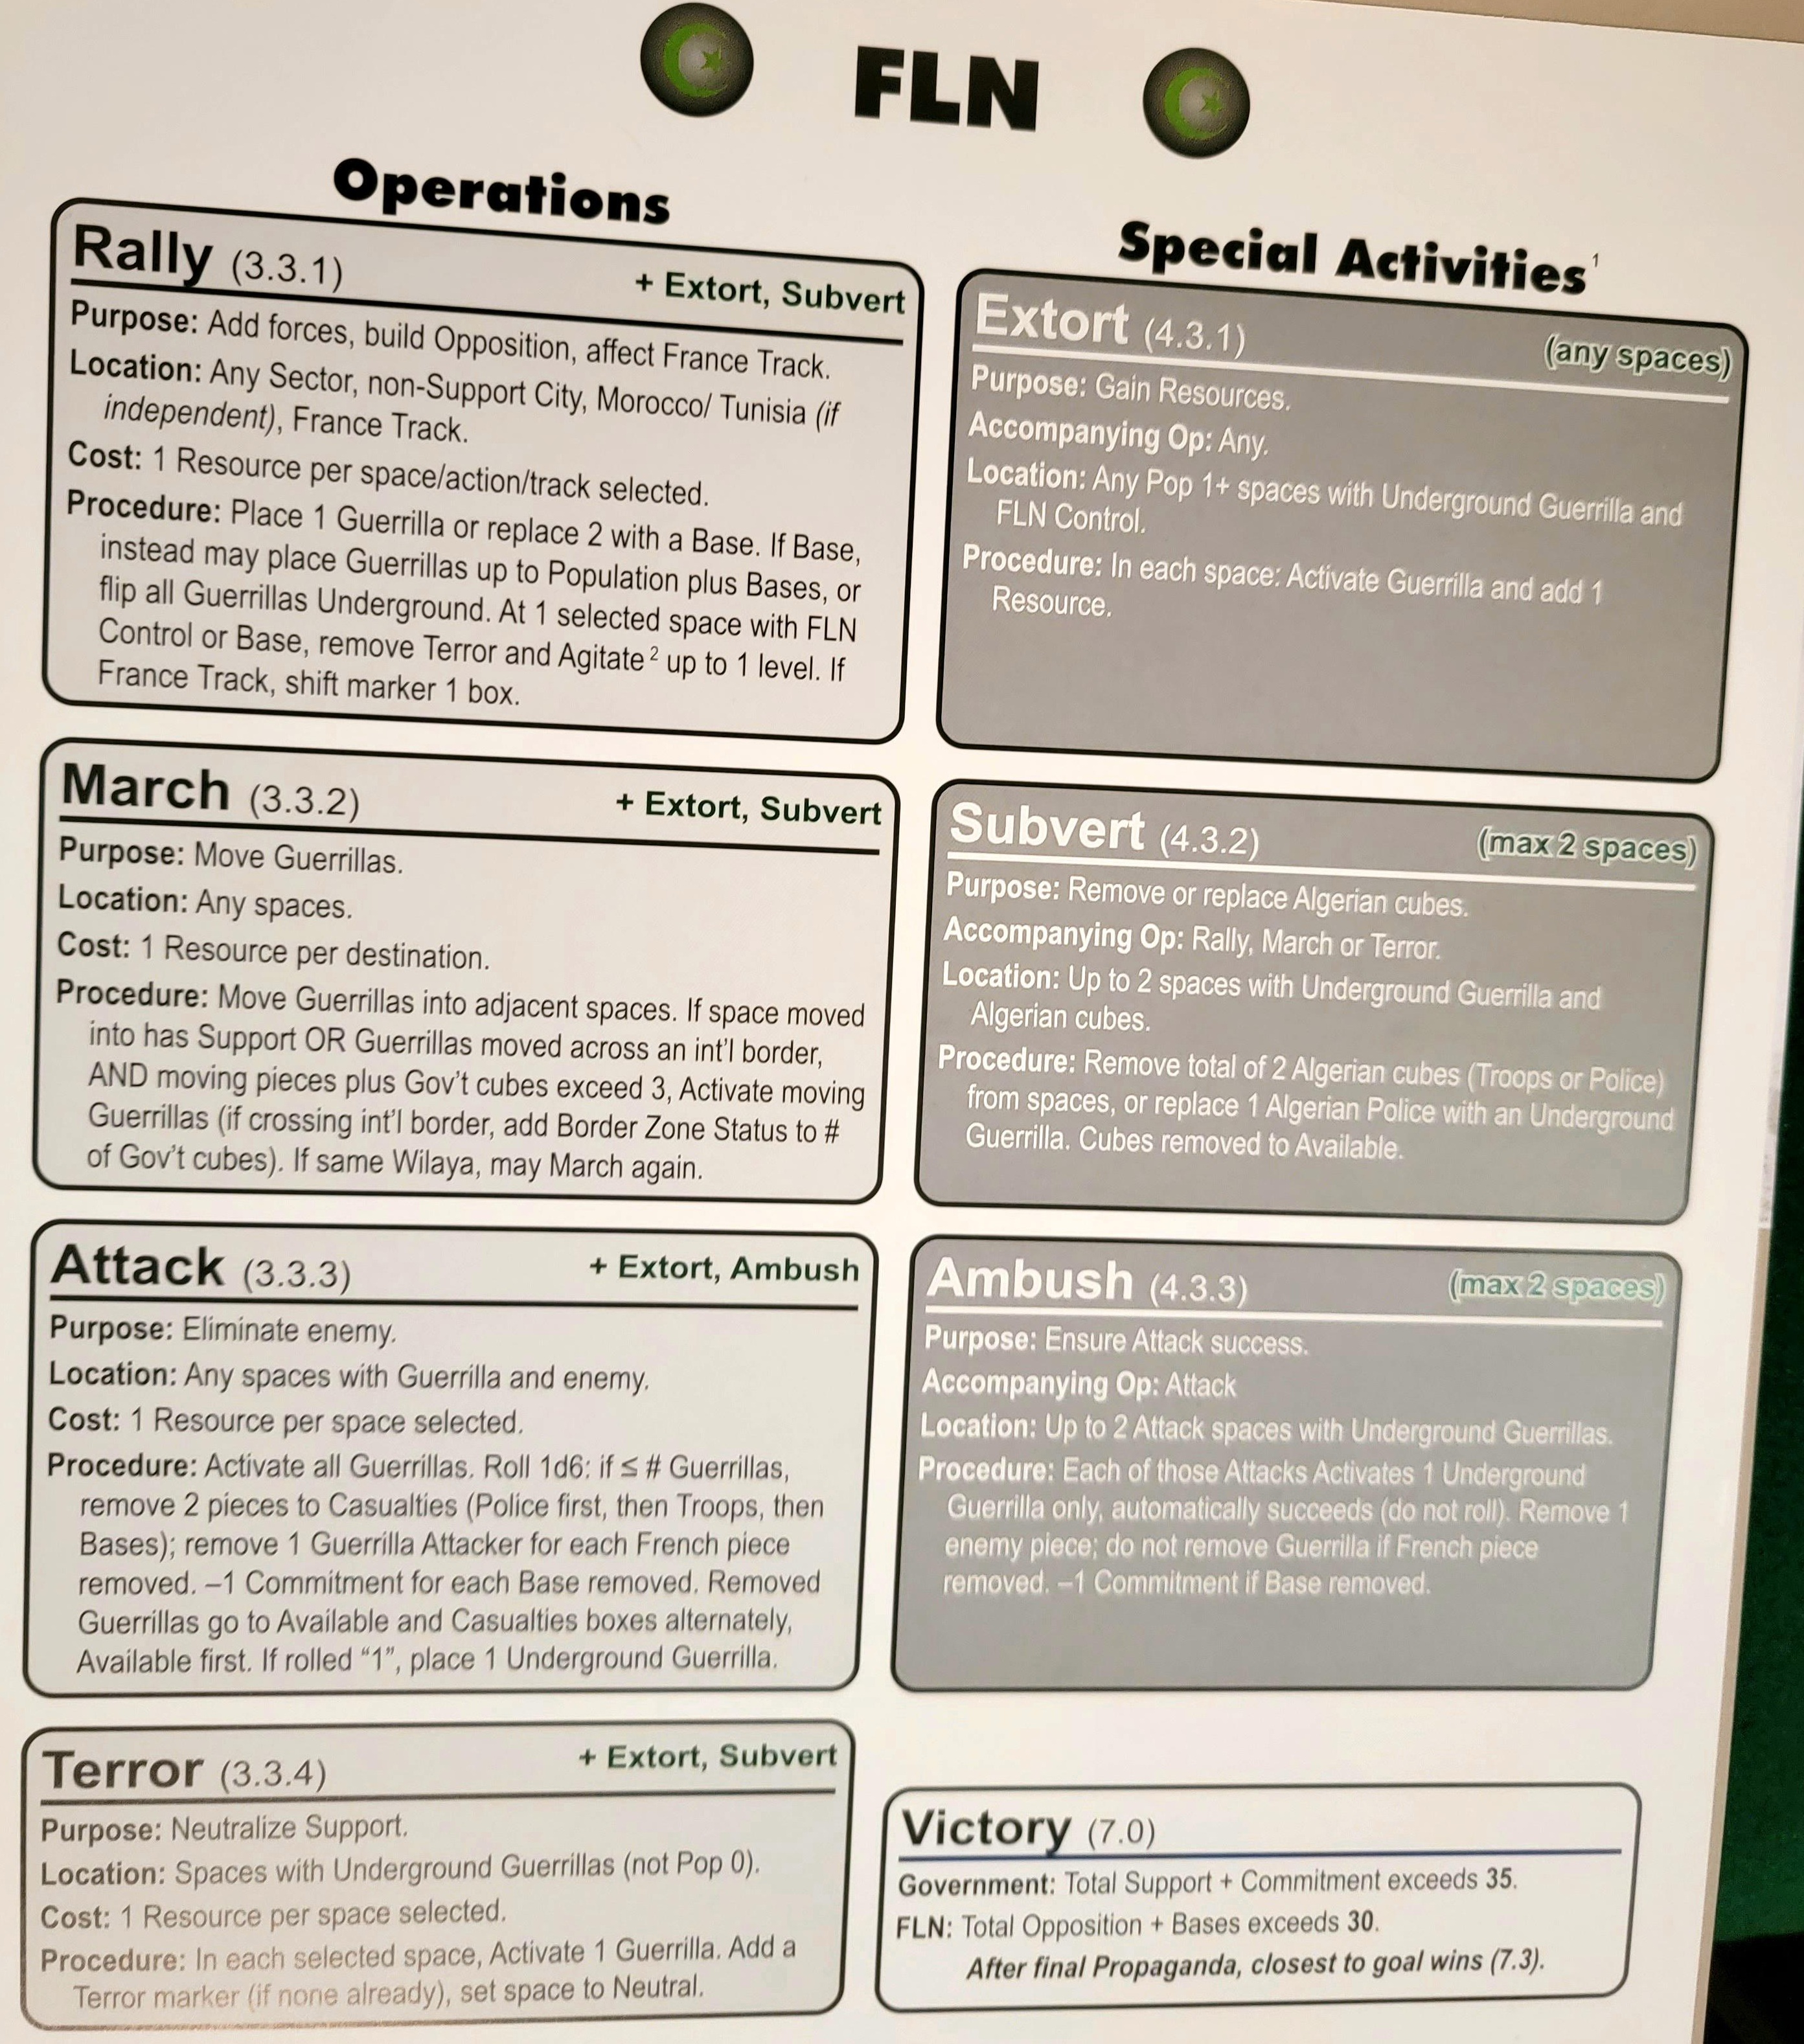 FLN
Operations
Rally (3.3.1)
+ Extort, Subvert
Purpose: Add forces, build Opposition, affect France Track.
Location: Any Sector, non-Support City, Morocco/ Tunisia (if
independent), France Track.
Cost: 1 Resource per space/action/track selected.
Procedure: Place 1 Guerrilla or replace 2 with a Base. If Base,
instead may place Guerrillas up to Population plus Bases, or
flip all Guerrillas Underground. At 1 selected space with FLN
Control or Base, remove Terror and Agitate 2 up to 1 level. If
France Track, shift marker 1 box.
March (3.3.2)
+ Extort, Subvert
Purpose: Move Guerrillas.
Location: Any spaces.
Cost: 1 Resource per destination.
Procedure: Move Guerrillas into adjacent spaces. If space moved
into has Support OR Guerrillas moved across an int'l border,
AND moving pieces plus Gov't cubes exceed 3, Activate moving
Guerrillas (if crossing int'l border, add Border Zone Status to #
of Gov't cubes). If same Wilaya, may March again.
Attack (3.3.3)
+ Extort, Ambush
Purpose: Eliminate enemy.
Location: Any spaces with Guerrilla and enemy.
Cost: 1 Resource per space selected.
Procedure: Activate all Guerrillas. Roll 1d6: if ≤ # Guerrillas,
remove 2 pieces to Casualties (Police first, then Troops, then
Bases); remove 1 Guerrilla Attacker for each French piece
removed. –1 Commitment for each Base removed. Removed
Guerrillas go to Available and Casualties boxes alternately,
Available first. If rolled “1”, place 1 Underground Guerrilla.
Terror (3.3.4)
+ Extort, Subvert
Purpose: Neutralize Support.
Location: Spaces with Underground Guerrillas (not Pop 0).
Cost: 1 Resource per space selected.
Procedure: In each selected space, Activate 1 Guerrilla. Add a
Terror marker (if none already), set space to Neutral.
Special Activities 1
Extort (4.3.1)
(any spaces)
Purpose: Gain Resources.
Accompanying Op: Any.
Location: Any Pop 1+ spaces with Underground Guerrilla and
FLN Control.
Procedure: In each space: Activate Guerrilla and add 1
Resource.
Subvert (4.3.2)
(max 2 spaces)
Purpose: Remove or replace Algerian cubes.
Accompanying Op: Rally, March or Terror.
Location: Up to 2 spaces with Underground Guerrilla and
Algerian cubes.
Procedure: Remove total of 2 Algerian cubes (Troops or Police)
from spaces, or replace 1 Algerian Police with an Underground
Guerrilla. Cubes removed to Available.
Ambush (4.3.3)
(max 2 spaces)
Purpose: Ensure Attack success.
Accompanying Op: Attack
Location: Up to 2 Attack spaces with Underground Guerrillas.
Procedure: Each of those Attacks Activates 1 Underground
Guerrilla only, automatically succeeds (do not roll). Remove 1
enemy piece; do not remove Guerrilla if French piece
removed. –1 Commitment if Base removed.
Victory (7.0)
Government: Total Support + Commitment exceeds 35.
FLN: Total Opposition + Bases exceeds 30.
After final Propaganda, closest to goal wins (7.3).